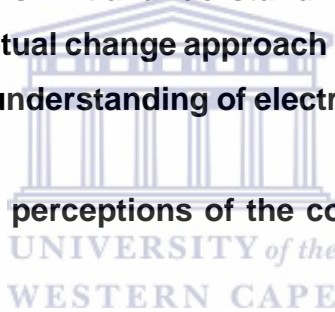 tual change approach
understanding of electr
perceptions of the co
UNIVERSITY of the
WESTERN CAPE